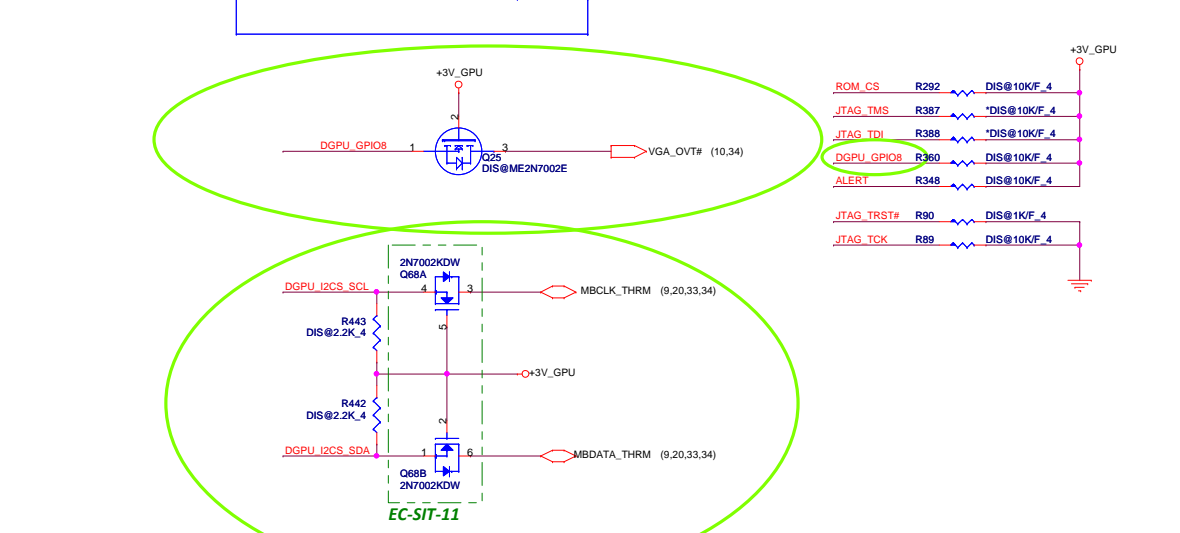 +3V_GPU
2
DGPU_GPIO8
1
3
Q25
DIS@ME2N7002E
VGA_OVT# (10,34)
+3V_GPU
ROM_CS R292 DIS@10K/F_4
JTAG_TMS R387 *DIS@10K/F_4
JTAG_TDI R388 *DIS@10K/F_4
DGPU_GPIO8 R360 DIS@10K/F_4
ALERT R348 DIS@10K/F_4
JTAG_TRST# R90 DIS@1K/F_4
JTAG_TCK R89 DIS@10K/F_4
2N7002KDW
Q68A
DGPU_I2CS_SCL
4
3
MBCLK_THRM (9,20,33,34)
5
R443
DIS@2.2K_4
+3V_GPU
R442
DIS@2.2K_4
2
DGPU_I2CS_SDA
1
6
MBDATA_THRM (9,20,33,34)
Q68B
2N7002KDW
EC-SIT-11